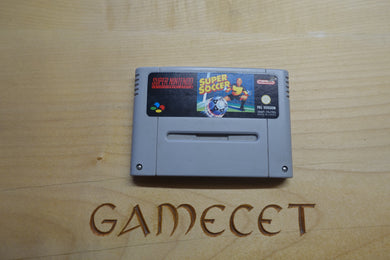 SUPER NINTENDO
SUPER
SOCCER
Nintendo
PAL VERSION
GAMECET